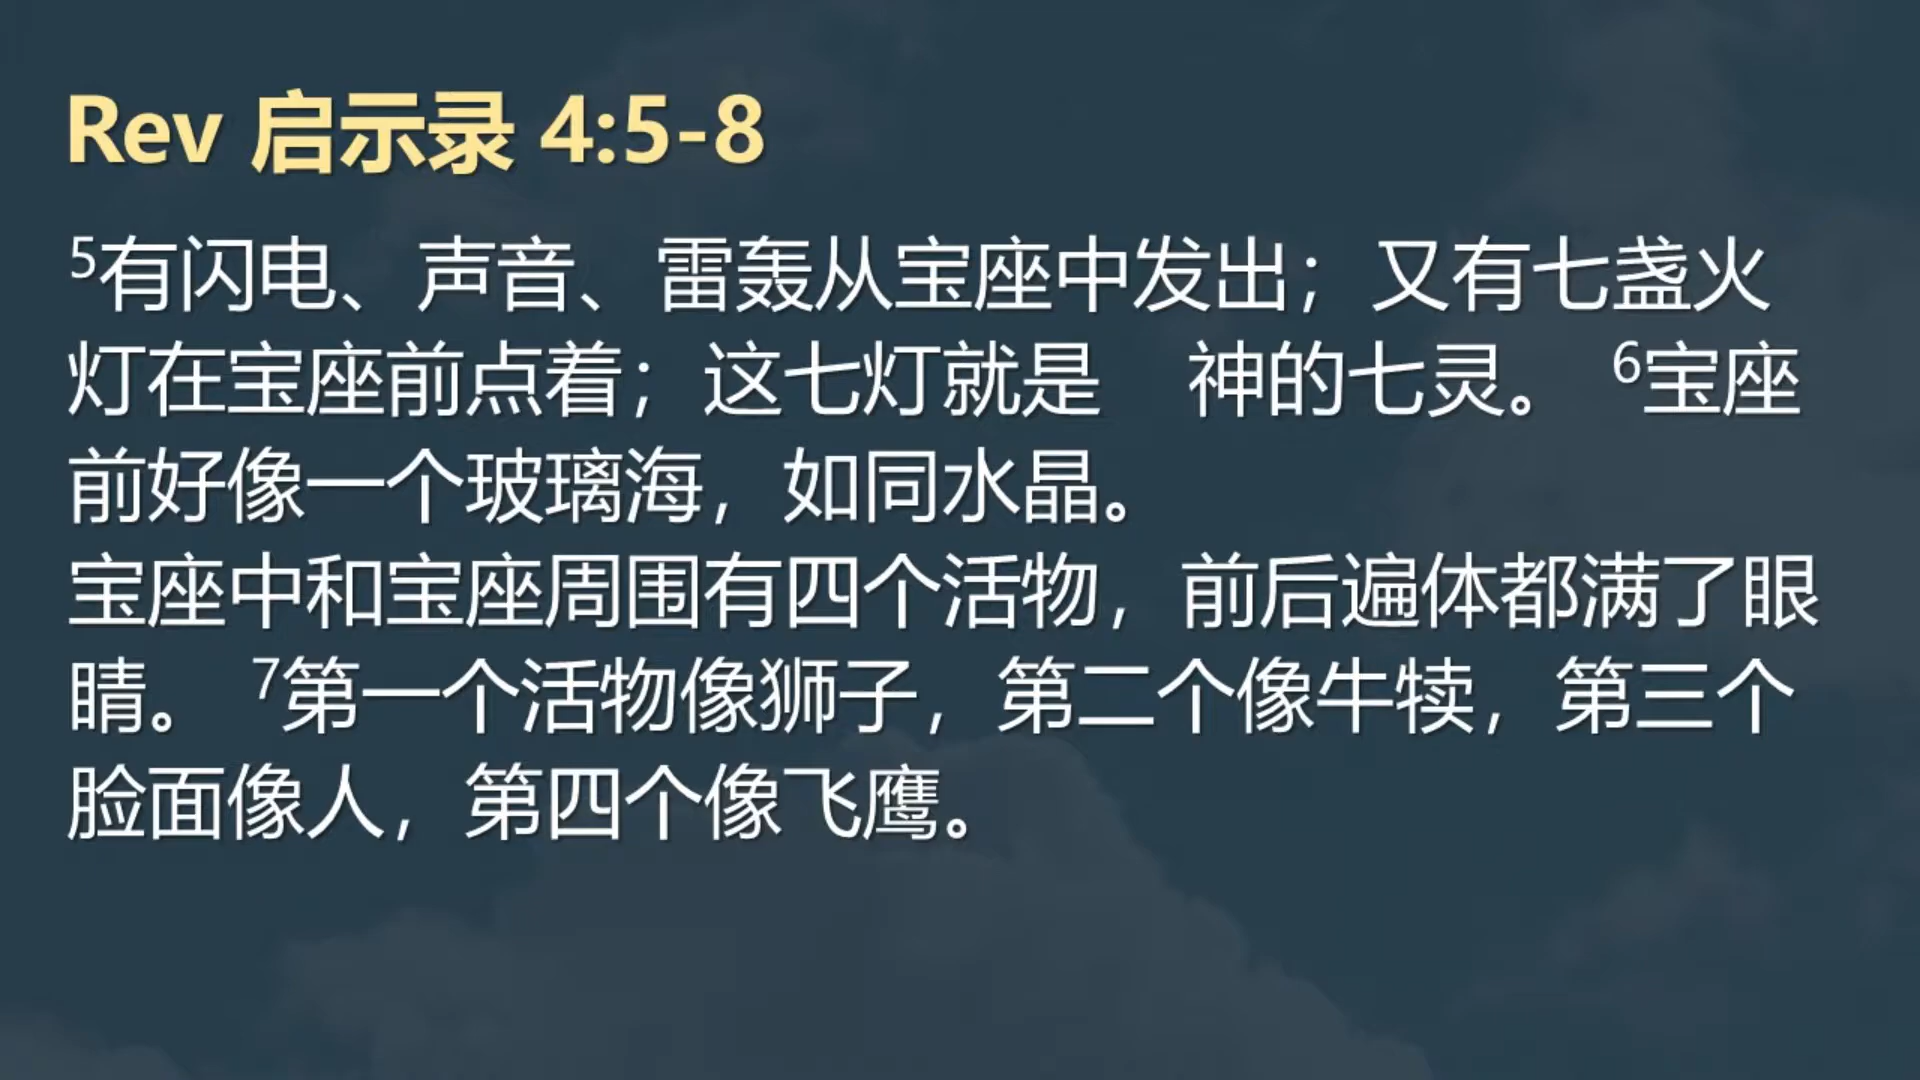 Rev 启示录 4:5-8
5有闪电、声音、雷轰从宝座中发出；又有七盏火
灯在宝座前点着；这七灯就是　神的七灵。 6宝座
前好像一个玻璃海，如同水晶。
宝座中和宝座周围有四个活物，前后遍体都满了眼
睛。 7第一个活物像狮子，第二个像牛犊，第三个
脸面像人，第四个像飞鹰。